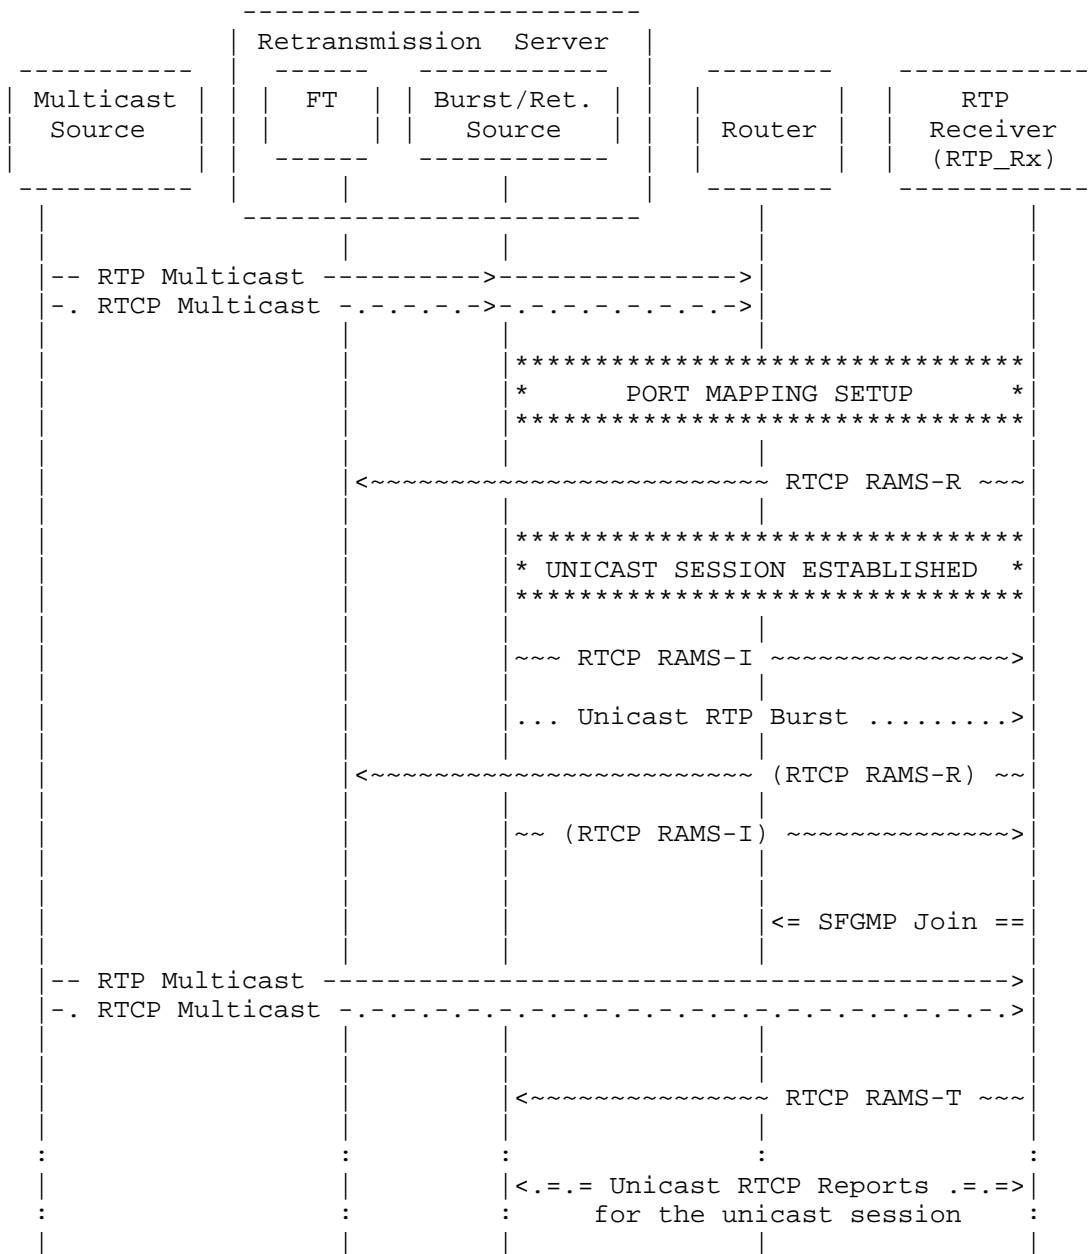 Retransmission Server
Multicast FT Burst/Ret. RTP
Source Source Router Receiver
(RTP_Rx)
-- RTP Multicast ---------->--------------->
-. RTCP Multicast -.-.-.-.->-.-.-.-.-.-.-.->
********************************
* PORT MAPPING SETUP *
********************************
<~~~~~~~~~~~~~~~~~~~~~~~~~ RTCP RAMS-R ~~~
********************************
* UNICAST SESSION ESTABLISHED *
********************************
~~~ RTCP RAMS-I ~~~~~~~~~~~~~~~>
... Unicast RTP Burst .........>
<~~~~~~~~~~~~~~~~~~~~~~~~ (RTCP RAMS-R) ~~
~~ (RTCP RAMS-I) ~~~~~~~~~~~~~~>
<= SFGMP Join ==
-- RTP Multicast ------------------------------------------->
-. RTCP Multicast -.-.-.-.-.-.-.-.-.-.-.-.-.-.-.-.-.-.-.-.-.>
<~~~~~~~~~~~~~~~ RTCP RAMS-T ~~~
<.=.= Unicast RTCP Reports .=.=>
for the unicast session